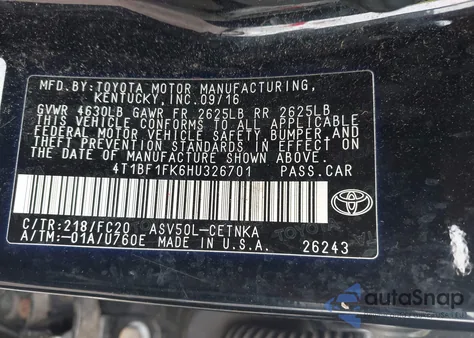 MFD.BY:TOYOTA MOTOR MANUFACTURING,
KENTUCKY,INC.09/16
GVWR 4630LB GAWR FR 2625LB RR 2625LB
THIS VEHICLE CONFORMS TO ALL APPLICABLE
FEDERAL MOTOR VEHICLE SAFETY,BUMPER,AND
THEFT PREVENTION STANDARDS IN EFFECT ON
THE DATE OF MANUFACTURE SHOWN ABOVE.
4T1BF1FK6HU326701 PASS.CAR
C/TR:218/FC20 ASV50L-CETNKA
A/TM:-01A/U760E MADE IN U.S.A. 26243
TOYOTA
autoSnap